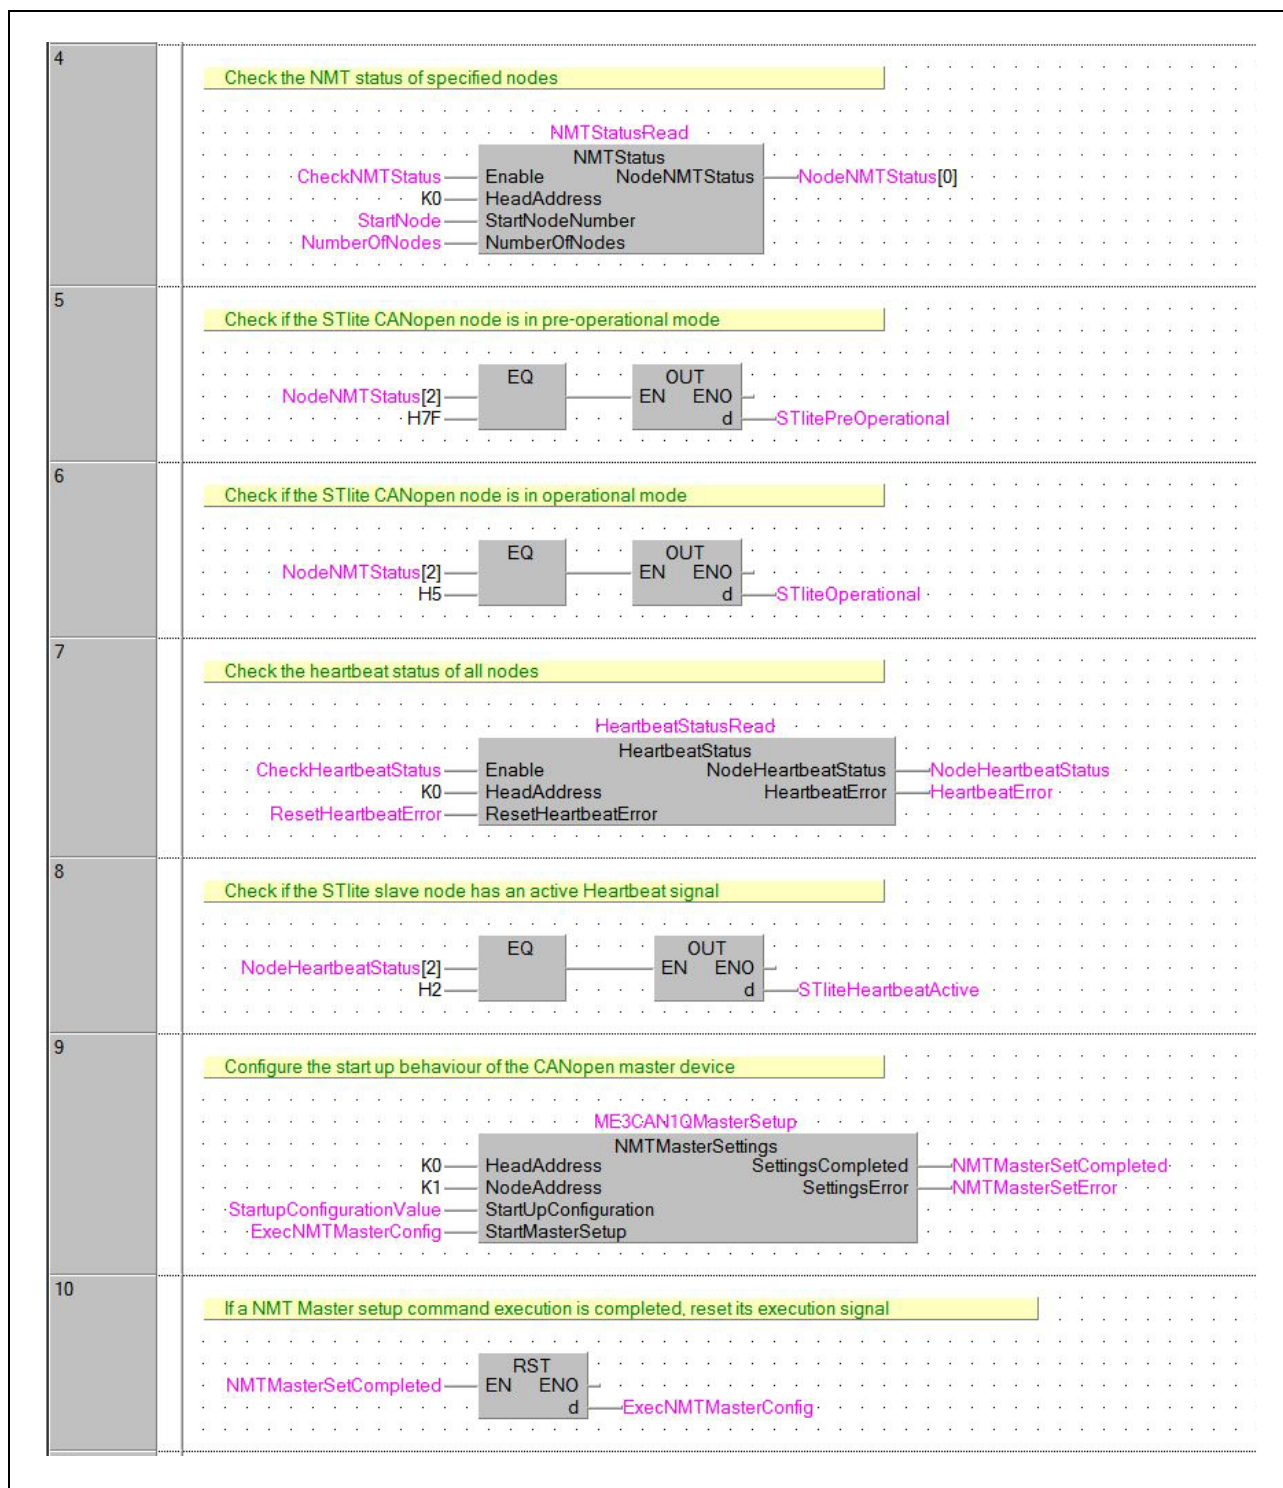 4
Check the NMT status of specified nodes
NMTStatusRead
NMTStatus
CheckNMTStatus Enable NodeNMTStatus NodeNMTStatus[0]
K0 HeadAddress
StartNode StartNodeNumber
NumberOfNodes NumberOfNodes
5
Check if the STlite CANopen node is in pre-operational mode
EQ OUT
NodeNMTStatus[2] EN ENO
H7F d STlitePreOperational
6
Check if the STlite CANopen node is in operational mode
EQ OUT
NodeNMTStatus[2] EN ENO
H5 d STliteOperational
7
Check the heartbeat status of all nodes
HeartbeatStatusRead
HeartbeatStatus
CheckHeartbeatStatus Enable NodeHeartbeatStatus NodeHeartbeatStatus
K0 HeadAddress HeartbeatError HeartbeatError
ResetHeartbeatError ResetHeartbeatError
8
Check if the STlite slave node has an active Heartbeat signal
EQ OUT
NodeHeartbeatStatus[2] EN ENO
H2 d STliteHeartbeatActive
9
Configure the start up behaviour of the CANopen master device
ME3CAN1QMasterSetup
NMTMasterSettings
K0 HeadAddress SettingsCompleted NMTMasterSetCompleted
K1 NodeAddress SettingsError NMTMasterSetError
StartupConfigurationValue StartUpConfiguration
ExecNMTMasterConfig StartMasterSetup
10
If a NMT Master setup command execution is completed, reset its execution signal
RST
NMTMasterSetCompleted EN ENO
d ExecNMTMasterConfig